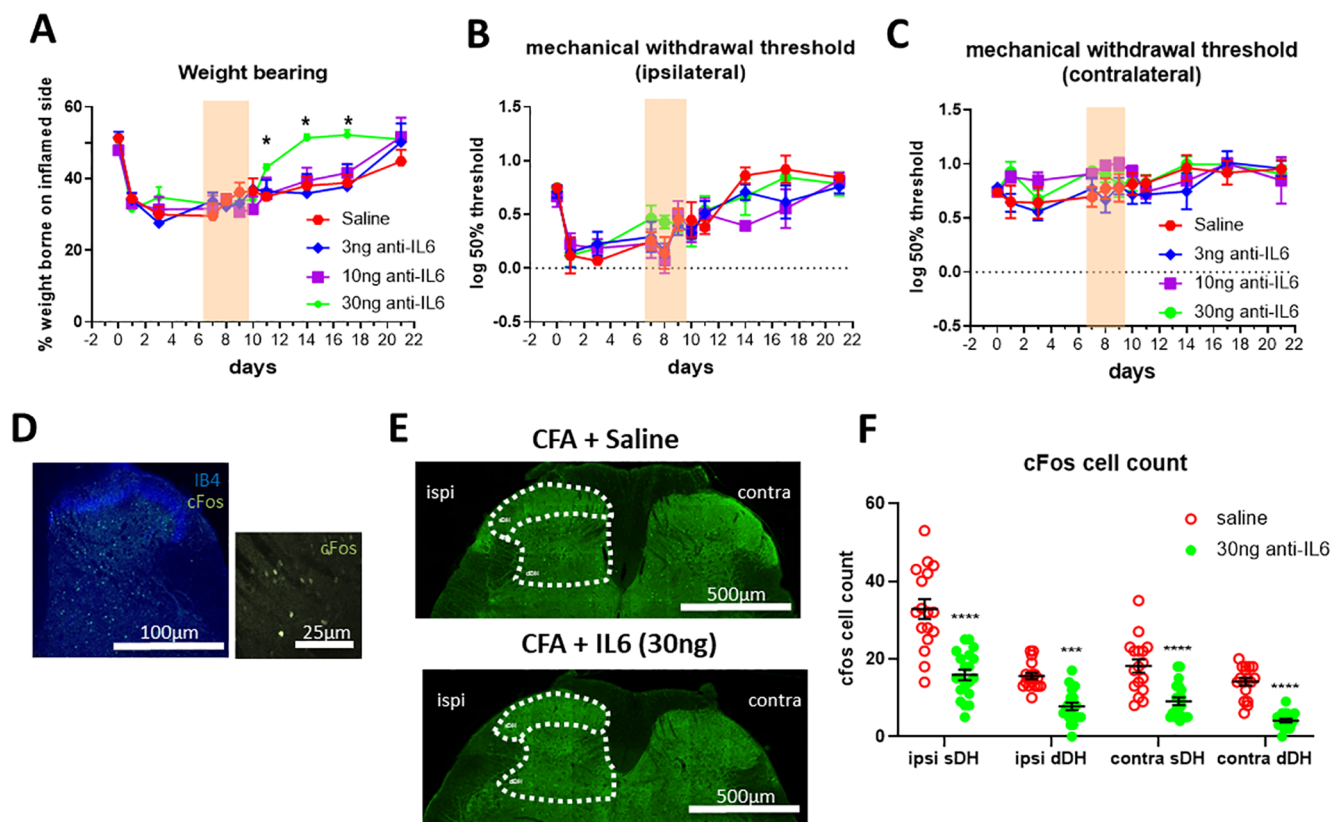 A
Weight bearing
% weight borne on inflamed side
60
40
20
0
-2 0 2 4 6 8 10 12 14 16 18 20 22
days
* * *
Saline
3ng anti-IL6
10ng anti-IL6
30ng anti-IL6
B
mechanical withdrawal threshold
(ipsilateral)
log 50% threshold
1.5
1.0
0.5
0.0
-0.5
-2 0 2 4 6 8 10 12 14 16 18 20 22
days
C
mechanical withdrawal threshold
(contralateral)
log 50% threshold
1.5
1.0
0.5
0.0
-0.5
-2 0 2 4 6 8 10 12 14 16 18 20 22
days
Saline
3ng anti-IL6
10ng anti-IL6
30ng anti-IL6
D
IB4
cFos
100μm
cFos
25μm
E
CFA + Saline
ispi
contra
dDH
500μm
CFA + IL6 (30ng)
ispi
contra
dDH
500μm
F
cFos cell count
cfos cell count
60
40
20
0
saline
30ng anti-IL6
**** *** **** ****
ipsi sDH ipsi dDH contra sDH contra dDH